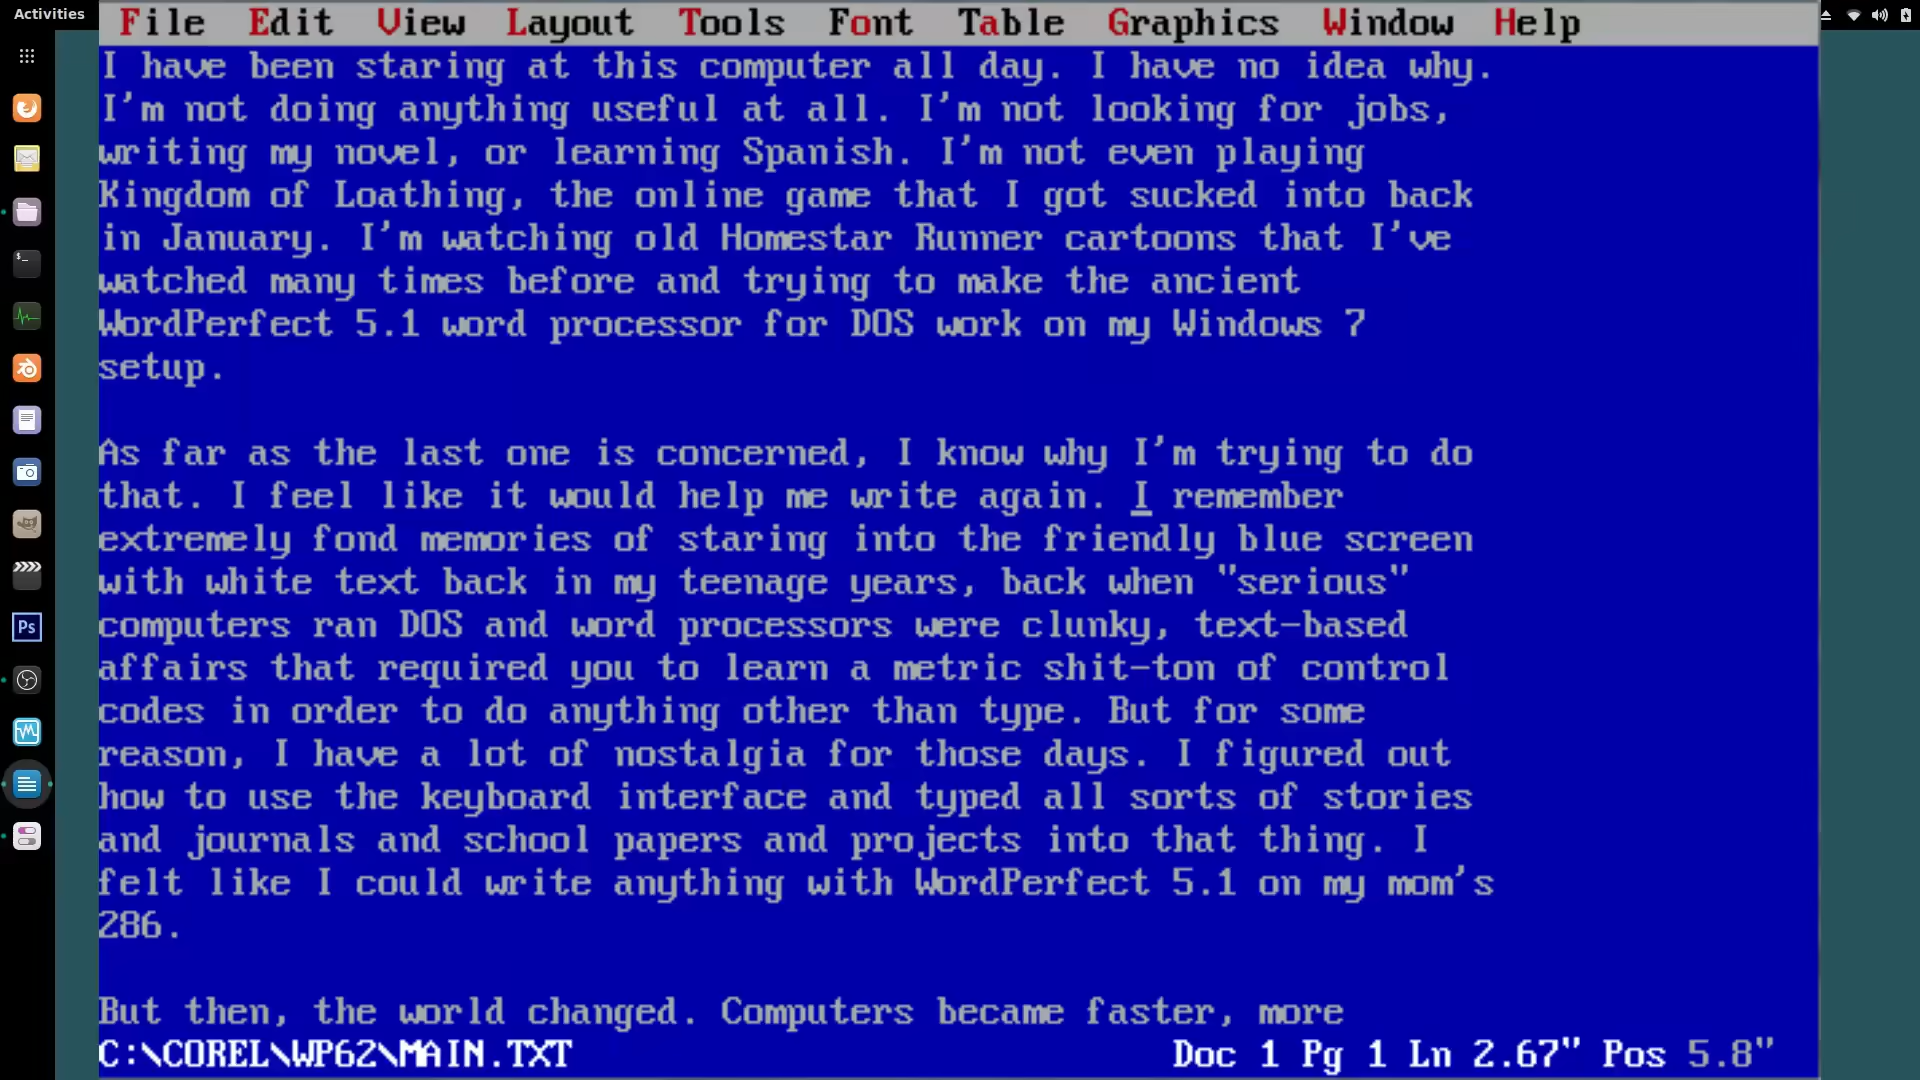 Activities
File Edit View Layout Tools Font Table Graphics Window Help
I have been staring at this computer all day. I have no idea why.
I'm not doing anything useful at all. I'm not looking for jobs,
writing my novel, or learning Spanish. I'm not even playing
Kingdom of Loathing, the online game that I got sucked into back
in January. I'm watching old Homestar Runner cartoons that I've
watched many times before and trying to make the ancient
WordPerfect 5.1 word processor for DOS work on my Windows 7
setup.
As far as the last one is concerned, I know why I'm trying to do
that. I feel like it would help me write again. I remember
extremely fond memories of staring into the friendly blue screen
with white text back in my teenage years, back when "serious"
computers ran DOS and word processors were clunky, text-based
affairs that required you to learn a metric shit-ton of control
codes in order to do anything other than type. But for some
reason, I have a lot of nostalgia for those days. I figured out
how to use the keyboard interface and typed all sorts of stories
and journals and school papers and projects into that thing. I
felt like I could write anything with WordPerfect 5.1 on my mom's
286.
But then, the world changed. Computers became faster, more
C:\COREL\WP62\MAIN.TXT Doc 1 Pg 1 Ln 2.67" Pos 5.8"
$_
Ps